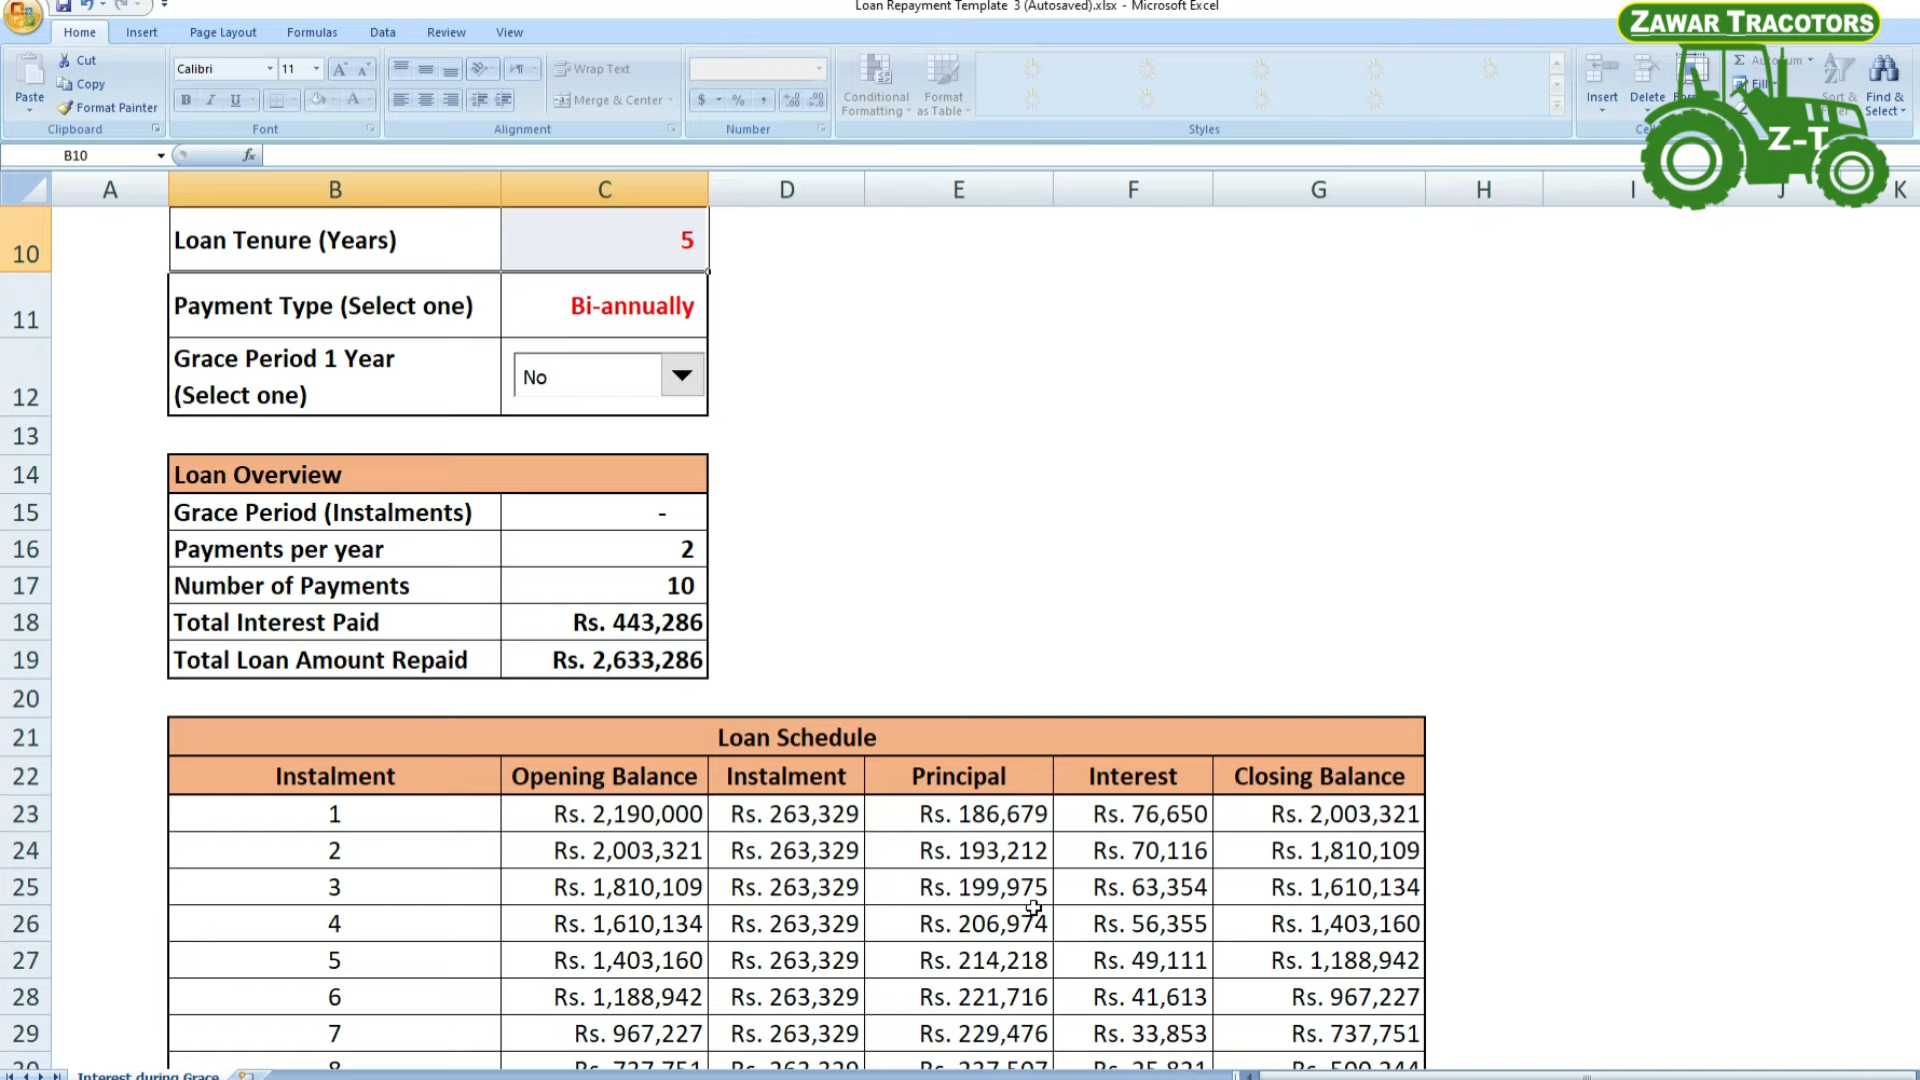 Loan Repayment Template 3 (Autosaved).xlsx - Microsoft Excel
ZAWAR TRACOTORS
Z-T
Home Insert Page Layout Formulas Data Review View
Paste Cut Copy Format Painter
Calibri 11
B I U
Wrap Text
Merge & Center
$ % ,
Conditional Formatting Format as Table
Insert Delete
Find & Select
Clipboard Font Alignment Number Styles
B10 fx
A B C D E F G H I J K
10 Loan Tenure (Years) 5
11 Payment Type (Select one) Bi-annually
12 Grace Period 1 Year (Select one) No
13
14 Loan Overview
15 Grace Period (Instalments) -
16 Payments per year 2
17 Number of Payments 10
18 Total Interest Paid Rs. 443,286
19 Total Loan Amount Repaid Rs. 2,633,286
20
21 Loan Schedule
22 Instalment Opening Balance Instalment Principal Interest Closing Balance
23 1 Rs. 2,190,000 Rs. 263,329 Rs. 186,679 Rs. 76,650 Rs. 2,003,321
24 2 Rs. 2,003,321 Rs. 263,329 Rs. 193,212 Rs. 70,116 Rs. 1,810,109
25 3 Rs. 1,810,109 Rs. 263,329 Rs. 199,975 Rs. 63,354 Rs. 1,610,134
26 4 Rs. 1,610,134 Rs. 263,329 Rs. 206,974 Rs. 56,355 Rs. 1,403,160
27 5 Rs. 1,403,160 Rs. 263,329 Rs. 214,218 Rs. 49,111 Rs. 1,188,942
28 6 Rs. 1,188,942 Rs. 263,329 Rs. 221,716 Rs. 41,613 Rs. 967,227
29 7 Rs. 967,227 Rs. 263,329 Rs. 229,476 Rs. 33,853 Rs. 737,751
Interest during Grace